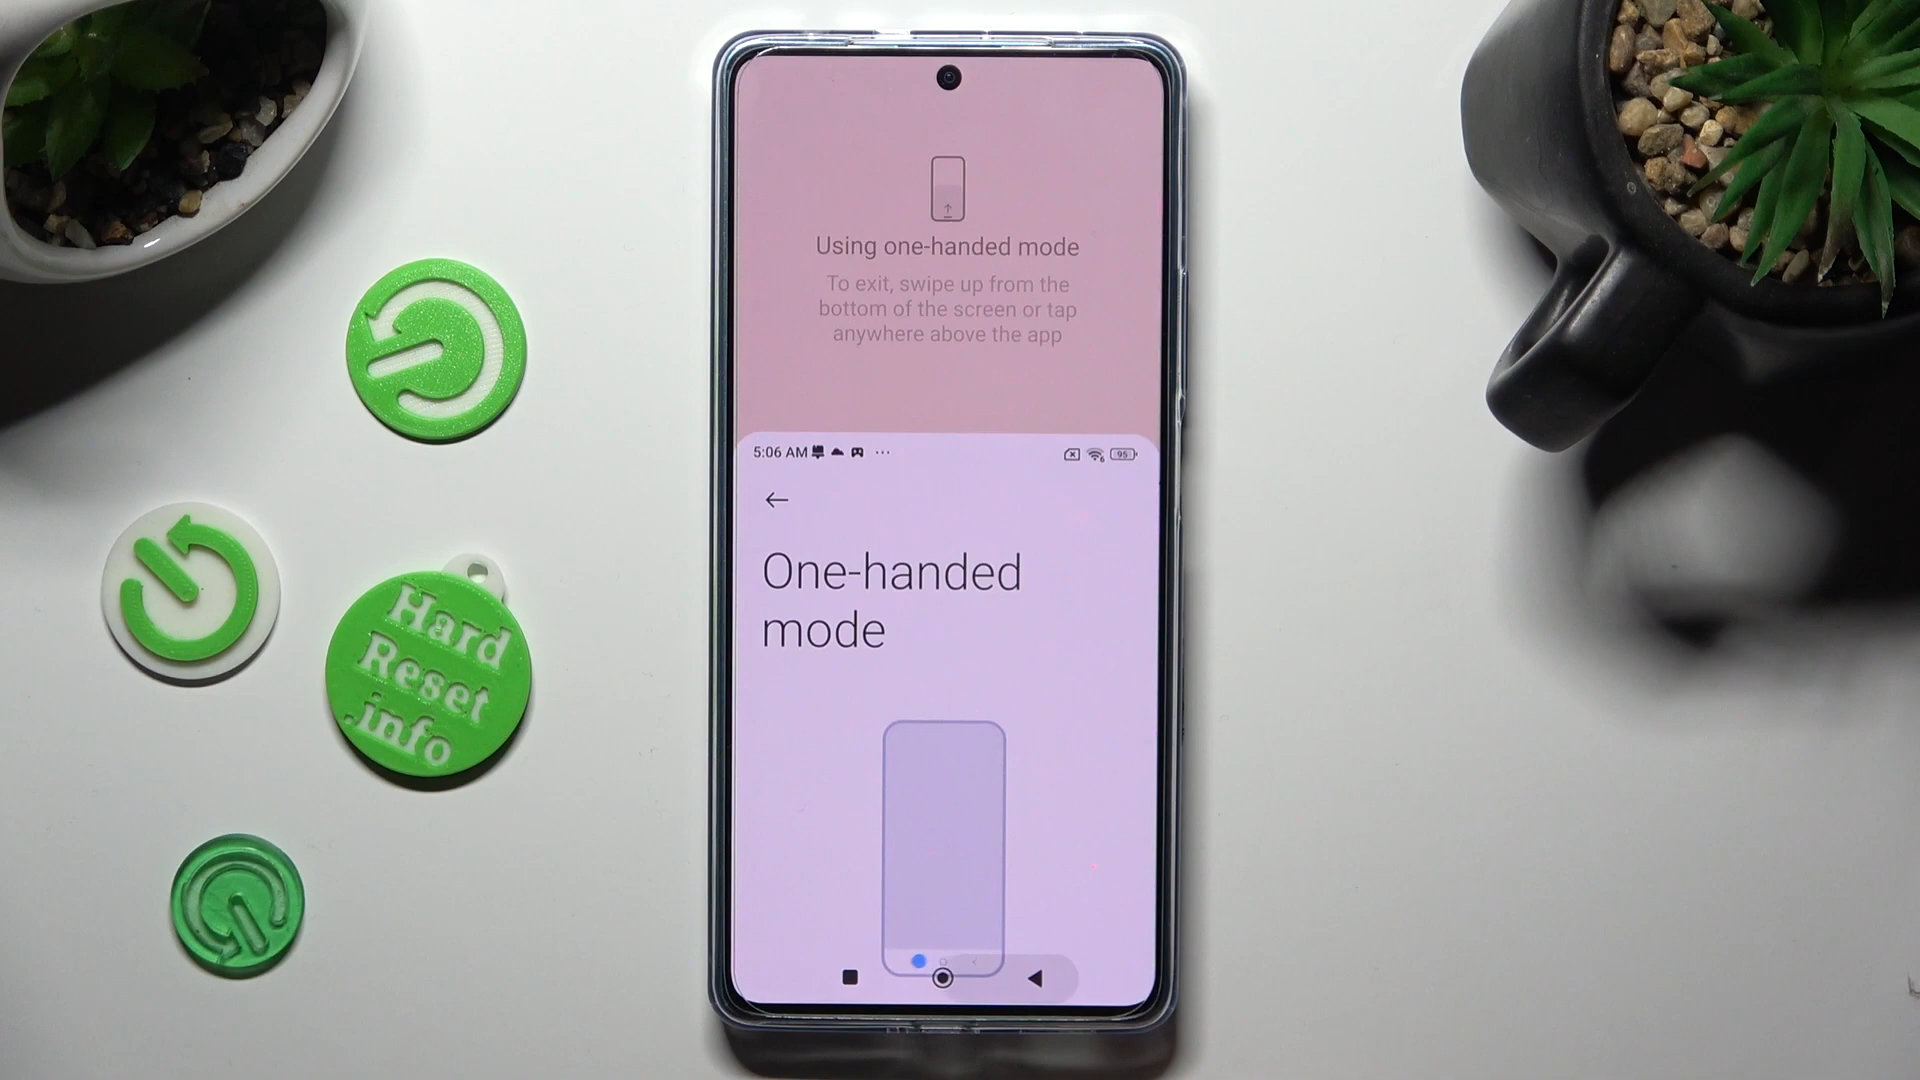 Using one-handed mode
To exit, swipe up from the
bottom of the screen or tap
anywhere above the app
5:06 AM
95
One-handed
mode
Hard
Reset
.info